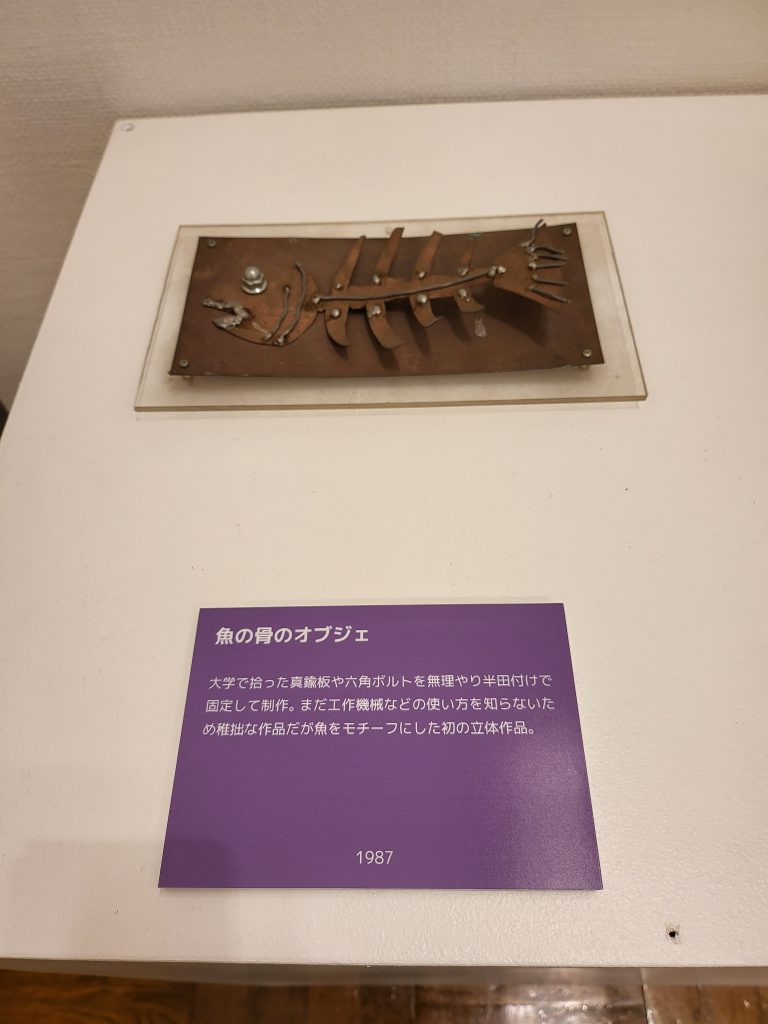 魚の骨のオブジェ
大学で拾った真鍮板や六角ボルトを無理やり半田付けで
固定して制作。まだ工作機械などの使い方を知らないた
め稚拙な作品だが魚をモチーフにした初の立体作品。
1987